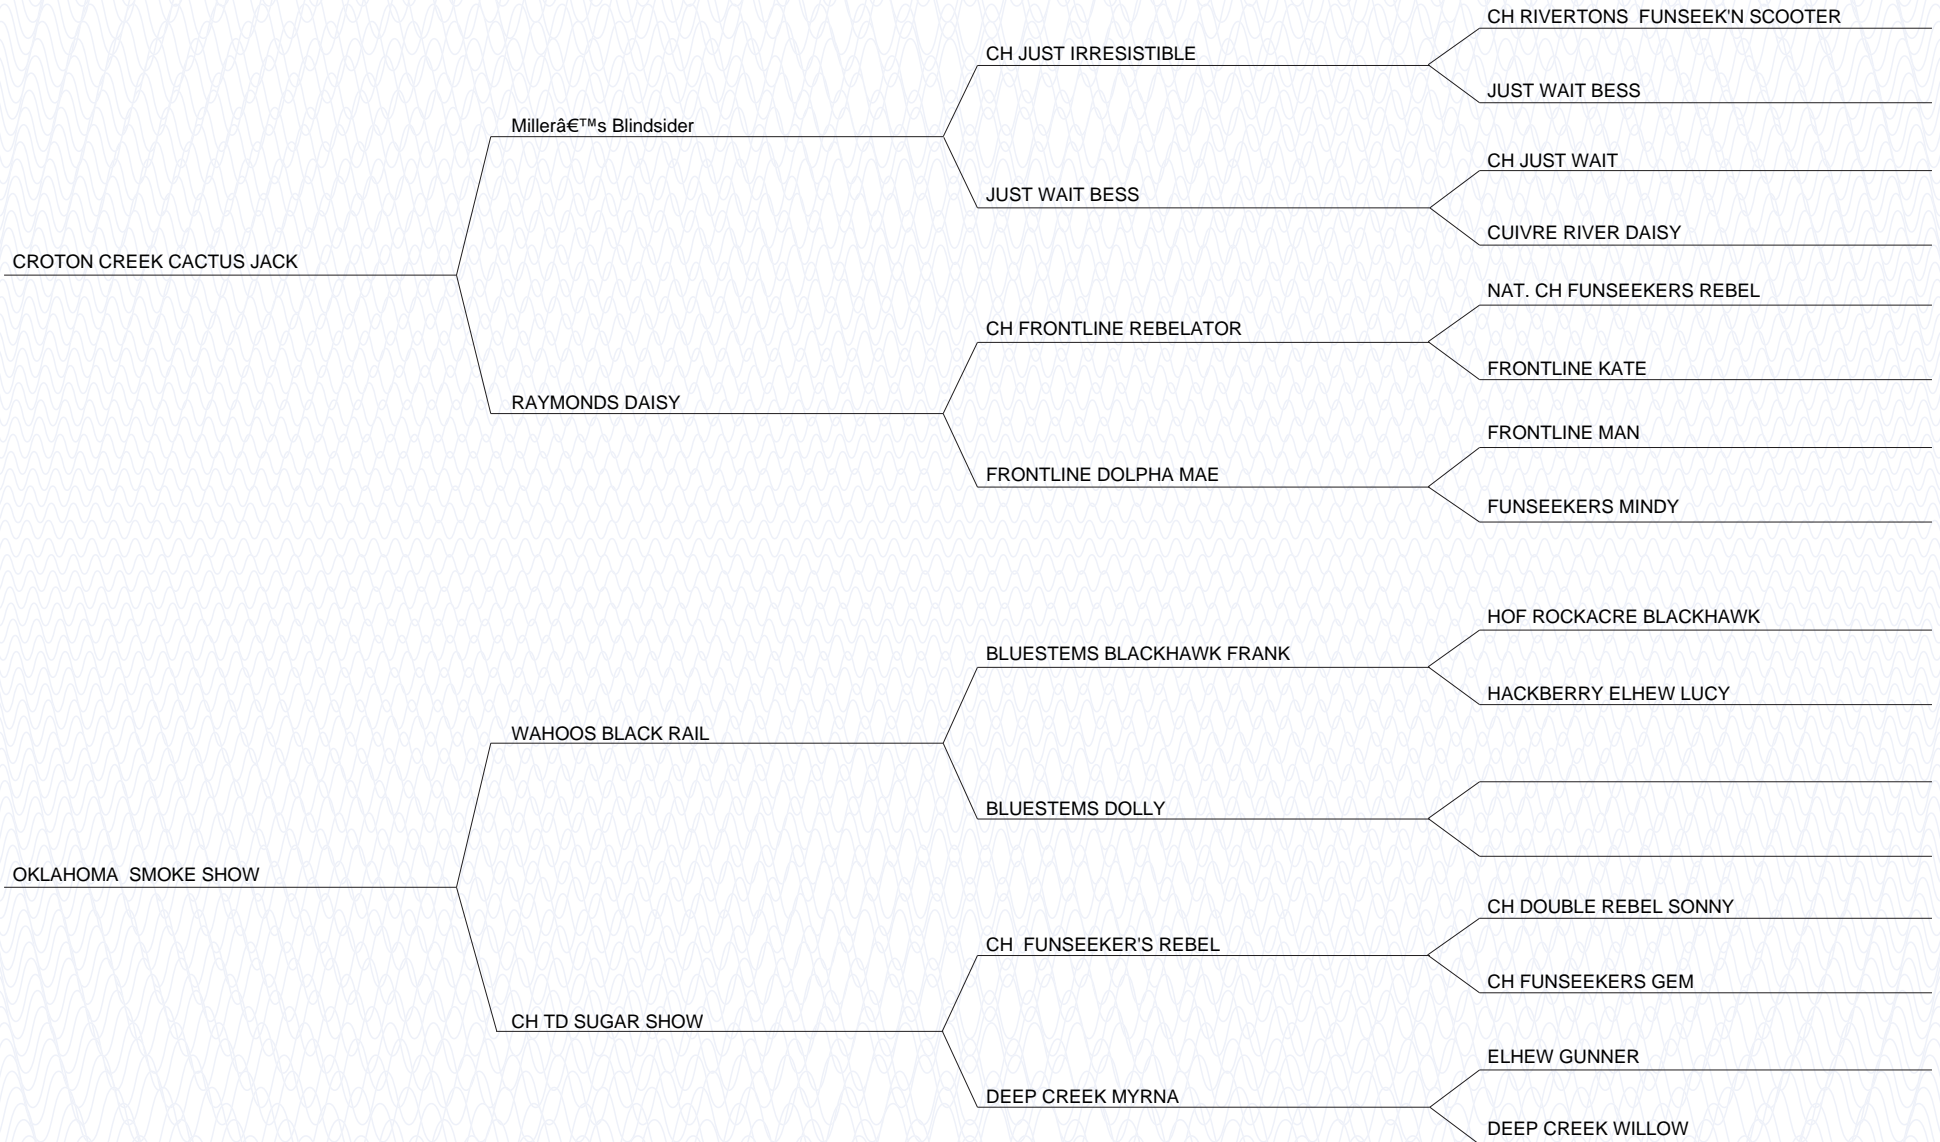 CH RIVERTONS  FUNSEEK'N SCOOTER
CH JUST IRRESISTIBLE
JUST WAIT BESS
Millerâ€™s Blindsider
CH JUST WAIT
JUST WAIT BESS
CUIVRE RIVER DAISY
CROTON CREEK CACTUS JACK
NAT. CH FUNSEEKERS REBEL
CH FRONTLINE REBELATOR
FRONTLINE KATE
RAYMONDS DAISY
FRONTLINE MAN
FRONTLINE DOLPHA MAE
FUNSEEKERS MINDY
HOF ROCKACRE BLACKHAWK
BLUESTEMS BLACKHAWK FRANK
HACKBERRY ELHEW LUCY
WAHOOS BLACK RAIL
BLUESTEMS DOLLY
OKLAHOMA  SMOKE SHOW
CH DOUBLE REBEL SONNY
CH  FUNSEEKER'S REBEL
CH FUNSEEKERS GEM
CH TD SUGAR SHOW
ELHEW GUNNER
DEEP CREEK MYRNA
DEEP CREEK WILLOW